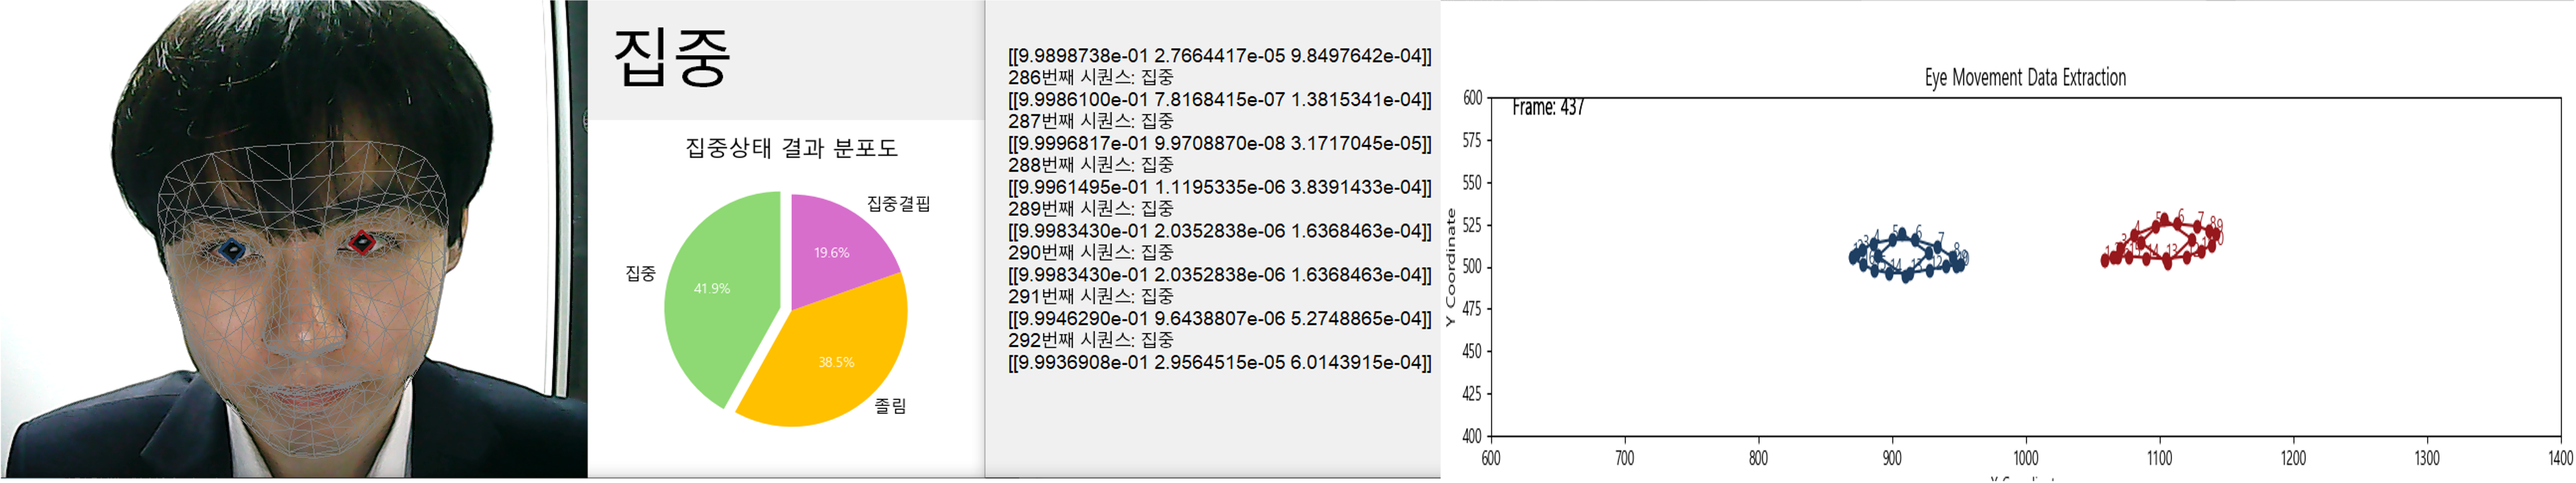 집중
집중상태 결과 분포도
집중결핍
19.6%
집중
41.9%
38.5%
졸림
[[9.9898738e-01 2.7664417e-05 9.8497642e-04]]
286번째 시퀀스: 집중
[[9.9986100e-01 7.8168415e-07 1.3815341e-04]]
287번째 시퀀스: 집중
[[9.9996817e-01 9.9708870e-08 3.1717045e-05]]
288번째 시퀀스: 집중
[[9.9961495e-01 1.1195335e-06 3.8391433e-04]]
289번째 시퀀스: 집중
[[9.9983430e-01 2.0352838e-06 1.6368463e-04]]
290번째 시퀀스: 집중
[[9.9983430e-01 2.0352838e-06 1.6368463e-04]]
291번째 시퀀스: 집중
[[9.9946290e-01 9.6438807e-06 5.2748865e-04]]
292번째 시퀀스: 집중
[[9.9936908e-01 2.9564515e-05 6.0143915e-04]]
Eye Movement Data Extraction
Frame: 437
600
575
550
525
500
475
450
425
400
Y Coordinate
600 700 800 900 1000 1100 1200 1300 1400